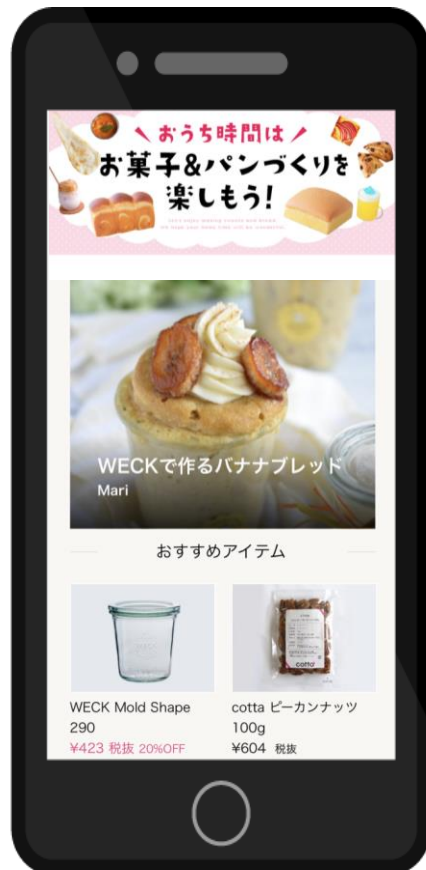 おうち時間は
お菓子&パンづくりを
楽しもう!
WECKで作るバナナブレッド
Mari
おすすめアイテム
WECK Mold Shape
290
¥423 税抜 20%OFF
cotta
cotta ピーカンナッツ
100g
¥604 税抜